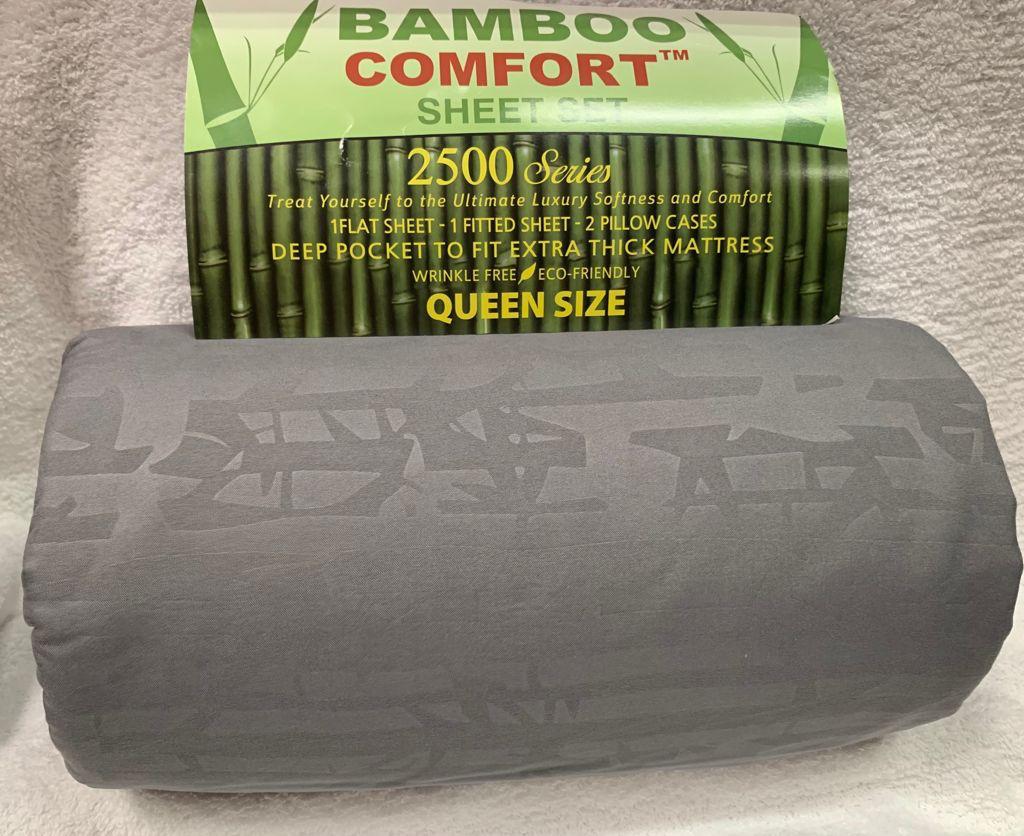 BAMBOO
COMFORT™
SHEET SET
2500 Series
Treat Yourself to the Ultimate Luxury Softness and Comfort
1FLAT SHEET - 1 FITTED SHEET - 2 PILLOW CASES
DEEP POCKET TO FIT EXTRA THICK MATTRESS
WRINKLE FREE ECO-FRIENDLY
QUEEN SIZE